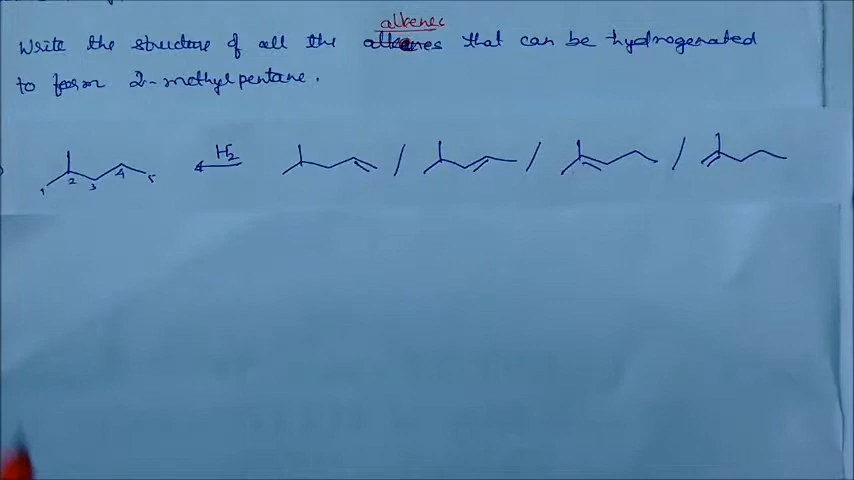 alkenes
Write the structure of all the alkenes that can be hydrogenated
to form 2-methylpentane.
H2
1 2 3 4 5